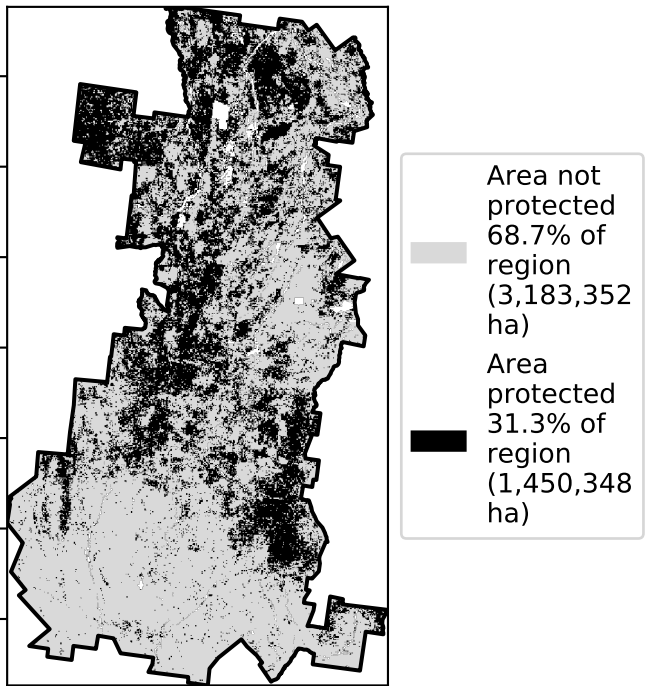 Area not
protected
68.7% of
region
(3,183,352
ha)
Area
protected
31.3% of
region
(1,450,348
ha)